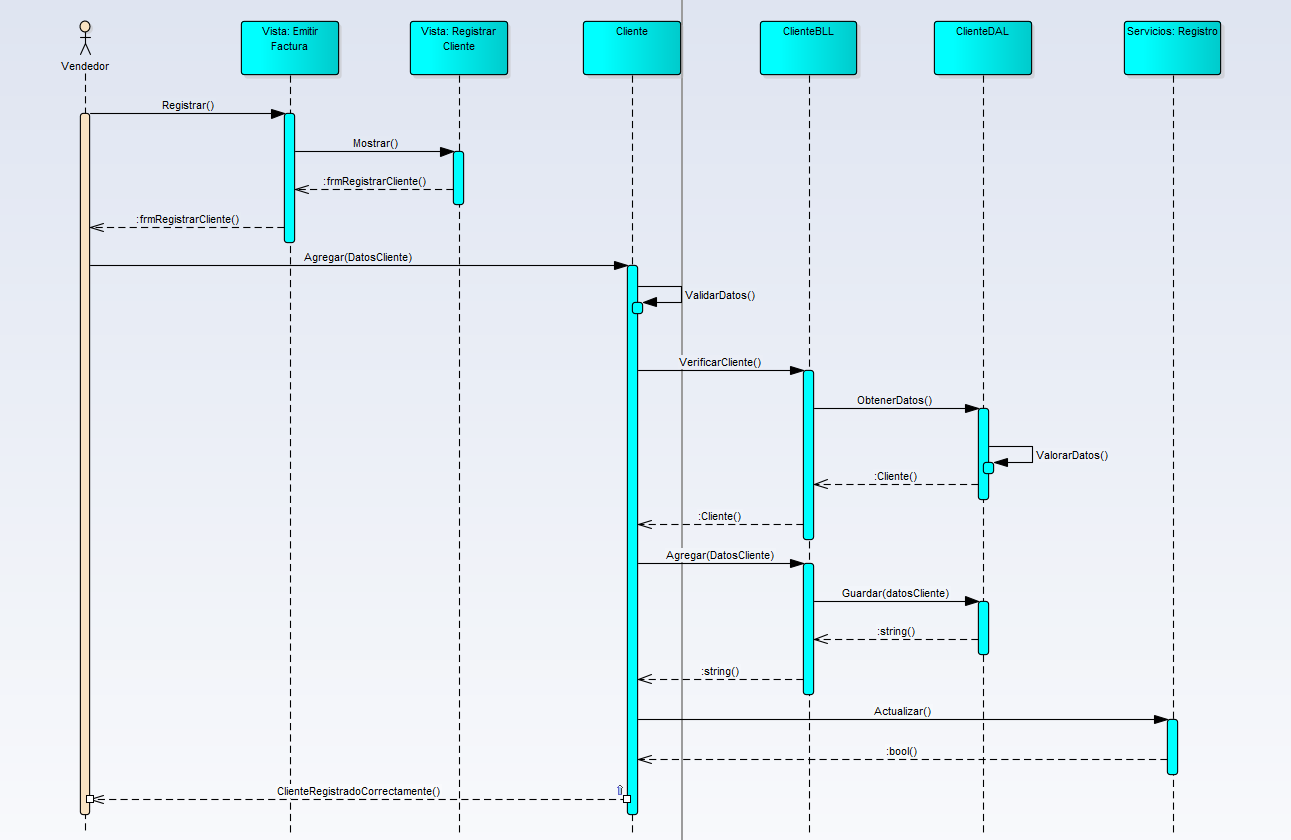 Vendedor
Vista: Emitir
Factura
Vista: Registrar
Cliente
Cliente
ClienteBLL
ClienteDAL
Servicios: Registro
Registrar()
Mostrar()
:frmRegistrarCliente()
:frmRegistrarCliente()
Agregar(DatosCliente)
ValidarDatos()
VerificarCliente()
ObtenerDatos()
ValorarDatos()
:Cliente()
:Cliente()
Agregar(DatosCliente)
Guardar(datosCliente)
:string()
:string()
Actualizar()
:bool()
ClienteRegistradoCorrectamente()